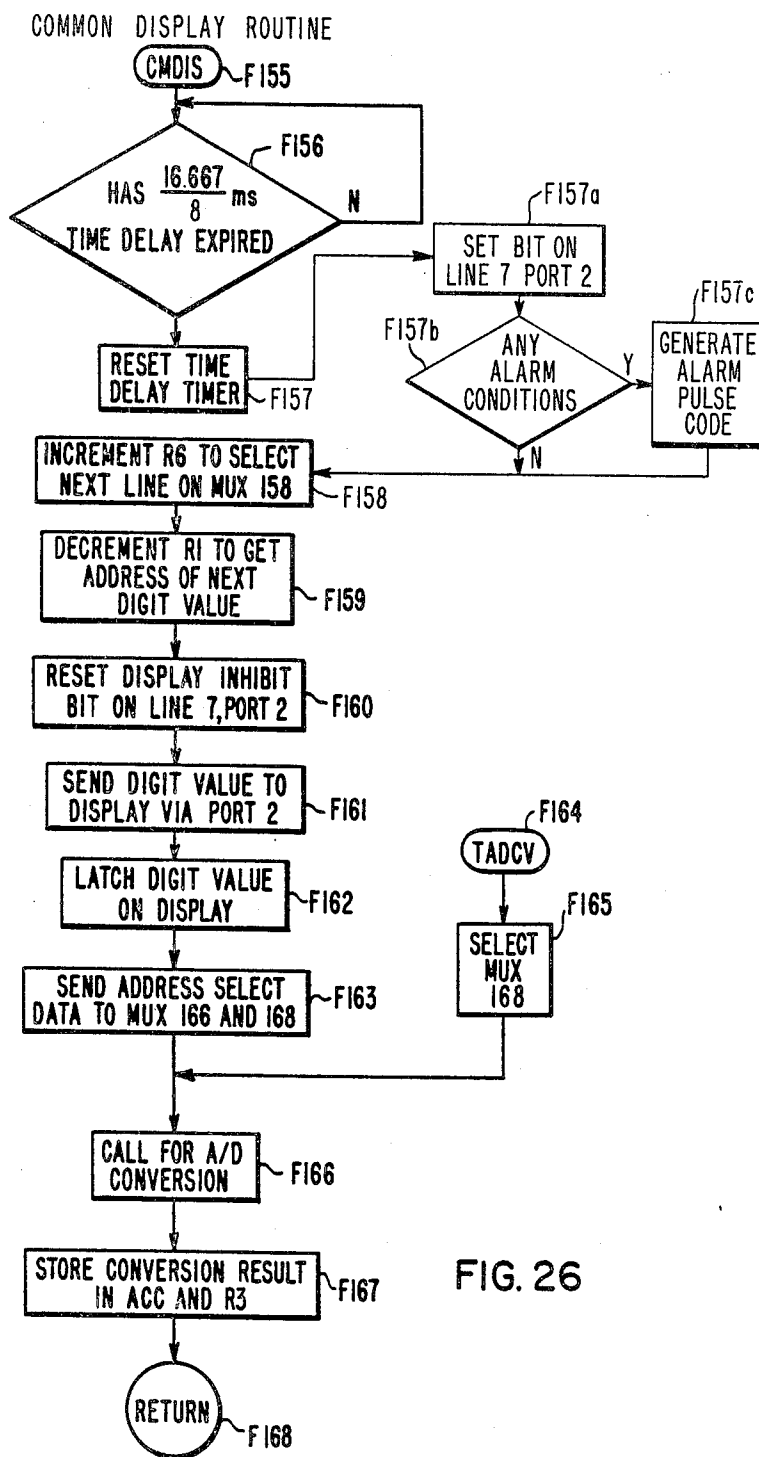 COMMON DISPLAY ROUTINE
CMDIS
F155
F156
HAS 16.667/8 ms
TIME DELAY EXPIRED
N
RESET TIME
DELAY TIMER
F157
F157a
SET BIT ON
LINE 7 PORT 2
F157b
ANY
ALARM
CONDITIONS
Y
N
F157c
GENERATE
ALARM
PULSE
CODE
INCREMENT R6 TO SELECT
NEXT LINE ON MUX 158
F158
DECREMENT R1 TO GET
ADDRESS OF NEXT
DIGIT VALUE
F159
RESET DISPLAY INHIBIT
BIT ON LINE 7, PORT 2
F160
SEND DIGIT VALUE TO
DISPLAY VIA PORT 2
F161
LATCH DIGIT VALUE
ON DISPLAY
F162
SEND ADDRESS SELECT
DATA TO MUX 166 AND 168
F163
F164
TADCV
F165
SELECT
MUX
168
CALL FOR A/D
CONVERSION
F166
STORE CONVERSION RESULT
IN ACC AND R3
F167
RETURN
F168
FIG. 26